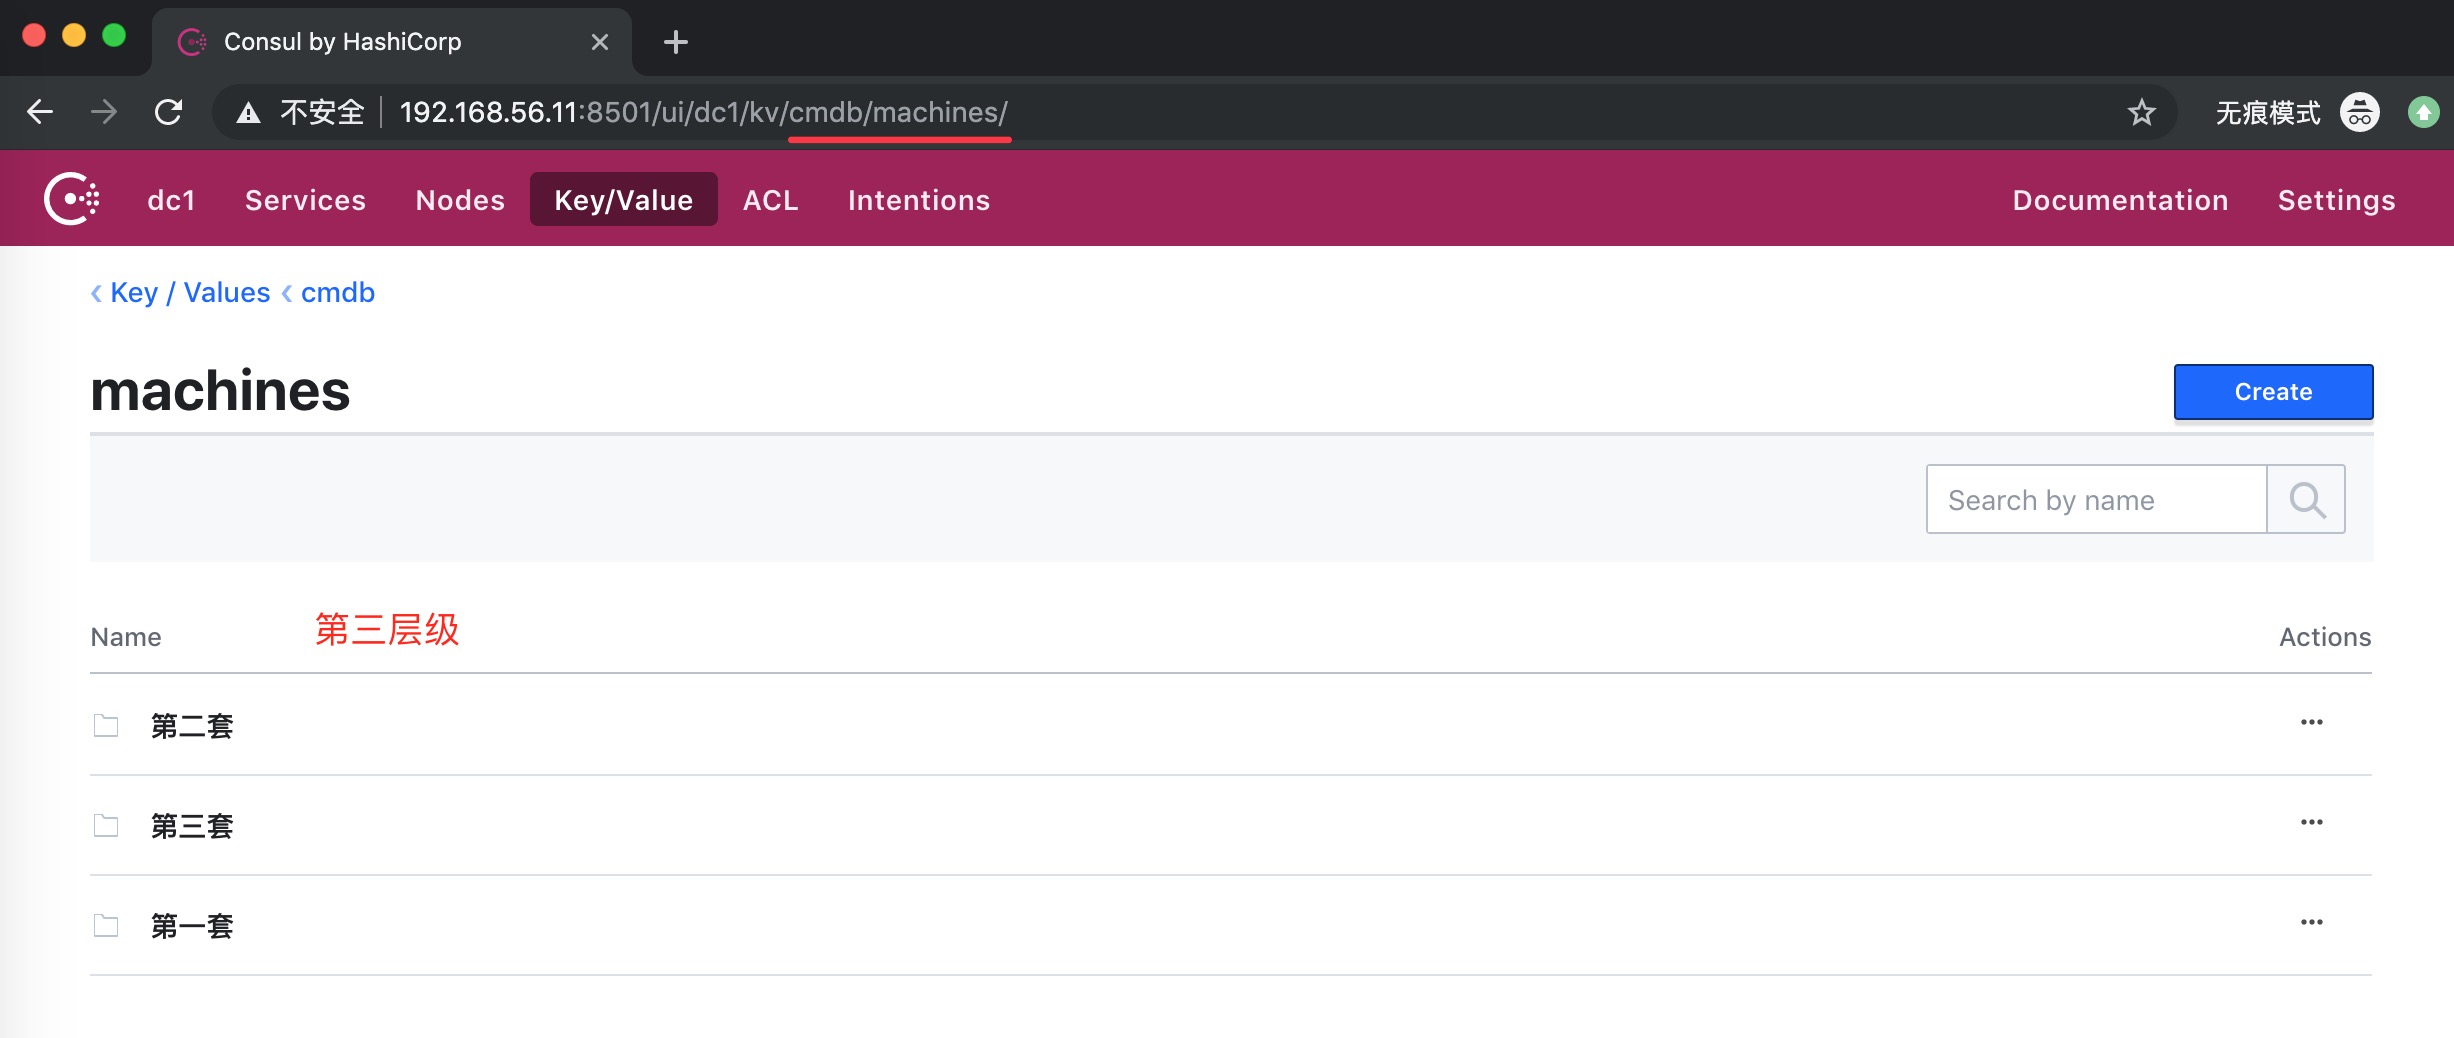 Consul by HashiCorp
不安全 192.168.56.11:8501/ui/dc1/kv/cmdb/machines/ 无痕模式
dc1 Services Nodes Key/Value ACL Intentions Documentation Settings
Key / Values cmdb
machines Create
Search by name
Name 第三层级 Actions
第二套
第三套
第一套